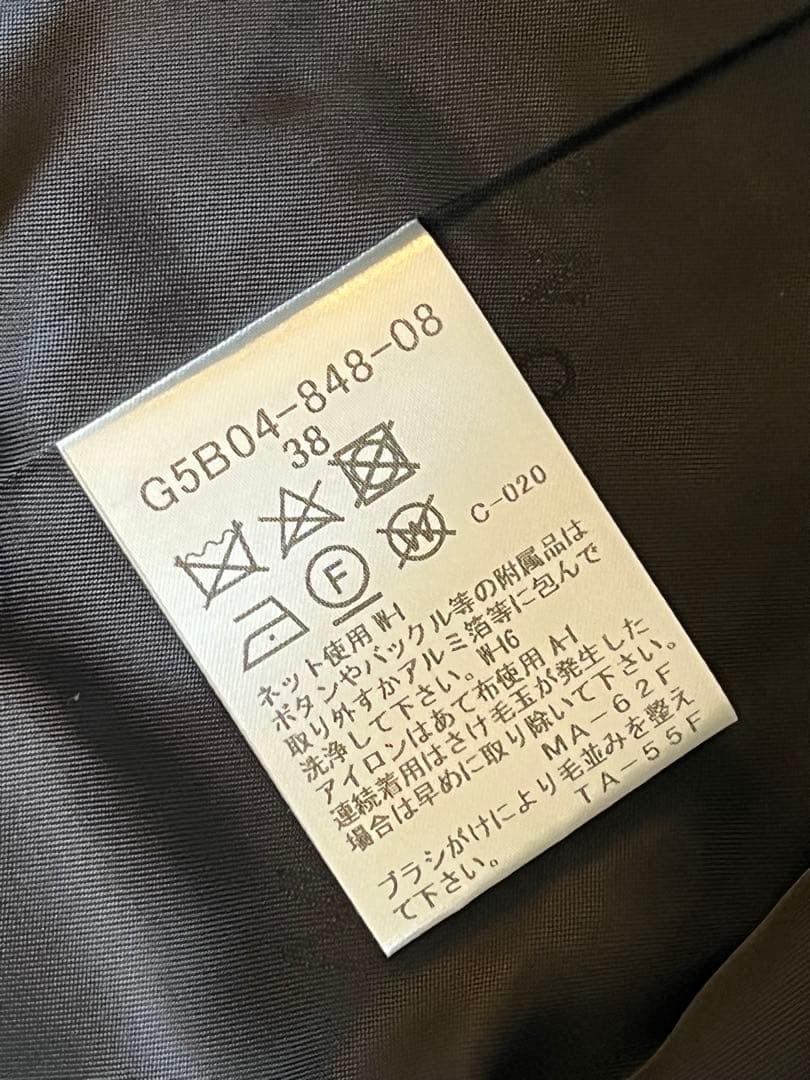 G5B04-848-08
38
C-020
F
W
ネット使用 W-1
ボタンやバックル等の附属品は
取り外すかアルミ箔等に包んで
洗浄して下さい。W-16
アイロンはあて布使用 A-1
連続着用はさけ毛玉が発生した
場合は早めに取り除いて下さい。
MA-62F
ブラシがけにより毛並みを整え
て下さい。
TA-55F